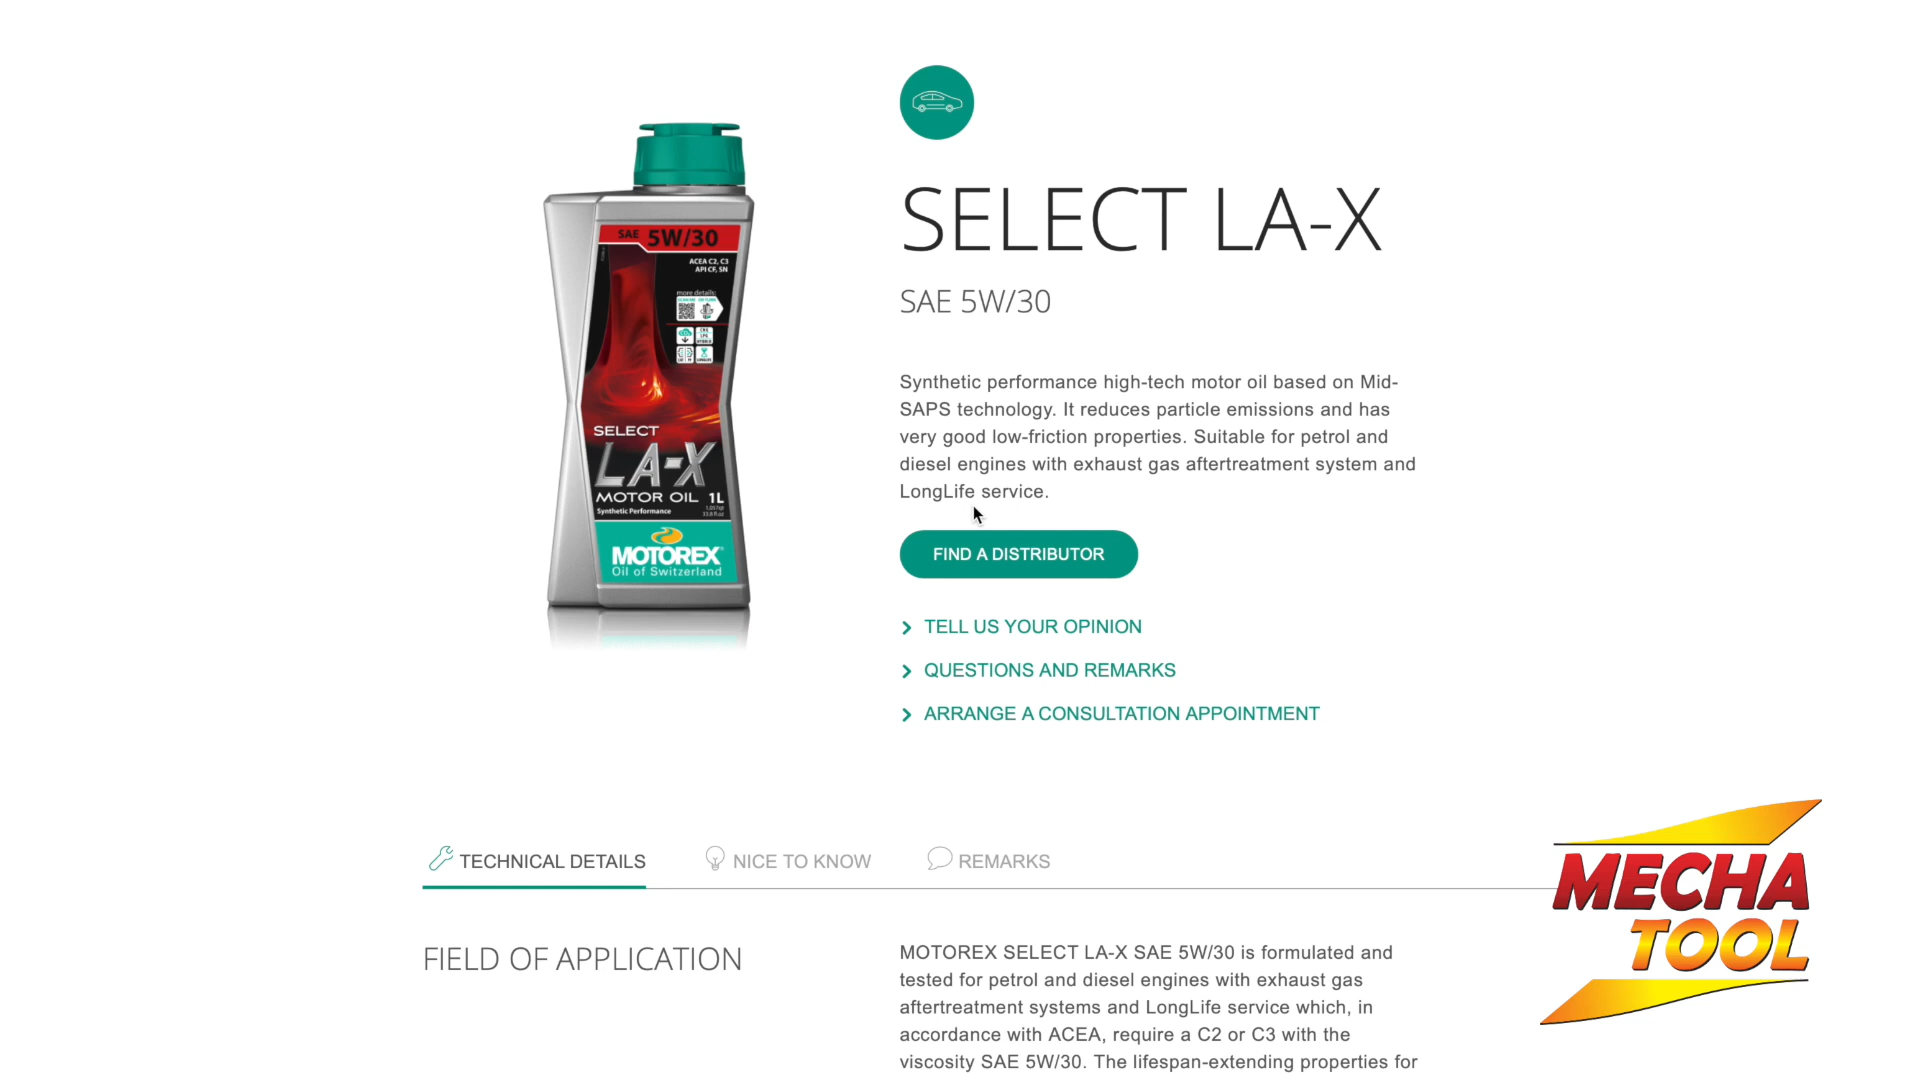 SAE 5W/30
ACEA C2, C3
API CF, SN
more details:
SELECT
LA-X
MOTOR OIL 1L
Synthetic Performance
MOTOREX
Oil of Switzerland
SELECT LA-X
SAE 5W/30
Synthetic performance high-tech motor oil based on Mid-
SAPS technology. It reduces particle emissions and has
very good low-friction properties. Suitable for petrol and
diesel engines with exhaust gas aftertreatment system and
LongLife service.
FIND A DISTRIBUTOR
TELL US YOUR OPINION
QUESTIONS AND REMARKS
ARRANGE A CONSULTATION APPOINTMENT
TECHNICAL DETAILS
NICE TO KNOW
REMARKS
FIELD OF APPLICATION
MOTOREX SELECT LA-X SAE 5W/30 is formulated and
tested for petrol and diesel engines with exhaust gas
aftertreatment systems and LongLife service which, in
accordance with ACEA, require a C2 or C3 with the
viscosity SAE 5W/30. The lifespan-extending properties for
MECHA
TOOL